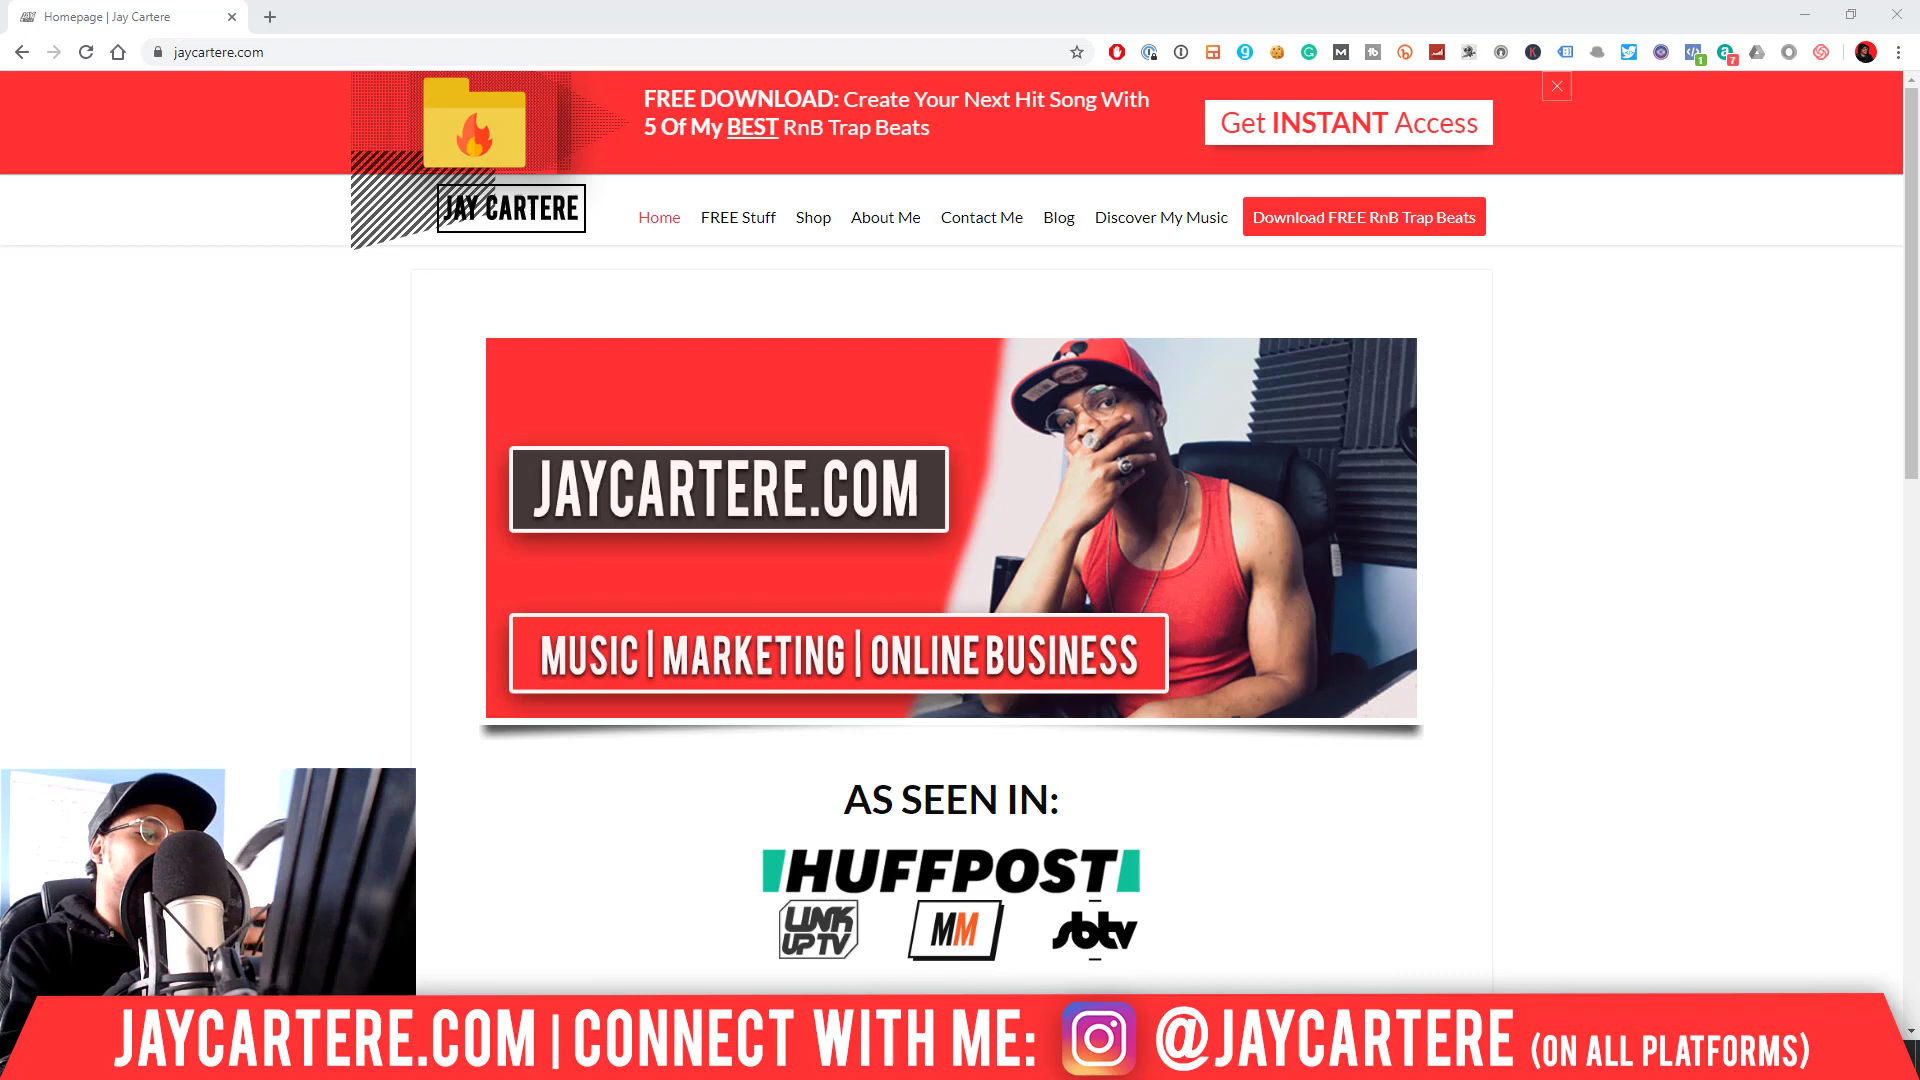 Homepage | Jay Cartere
jaycartere.com
FREE DOWNLOAD: Create Your Next Hit Song With
5 Of My BEST RnB Trap Beats
Get INSTANT Access
JAY CARTERE
Home
FREE Stuff
Shop
About Me
Contact Me
Blog
Discover My Music
Download FREE RnB Trap Beats
JAYCARTERE.COM
MUSIC | MARKETING | ONLINE BUSINESS
AS SEEN IN:
HUFFPOST
LINK
UP TV
MM
sbtv
JAYCARTERE.COM | CONNECT WITH ME: @JAYCARTERE (ON ALL PLATFORMS)